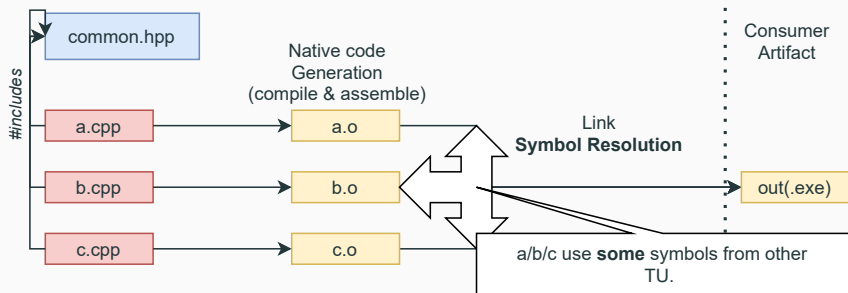 common.hpp
Consumer
Artifact
Native code
Generation
(compile & assemble)
#includes
a.cpp
a.o
Link
Symbol Resolution
b.cpp
b.o
out(.exe)
c.cpp
c.o
a/b/c use some symbols from other
TU.